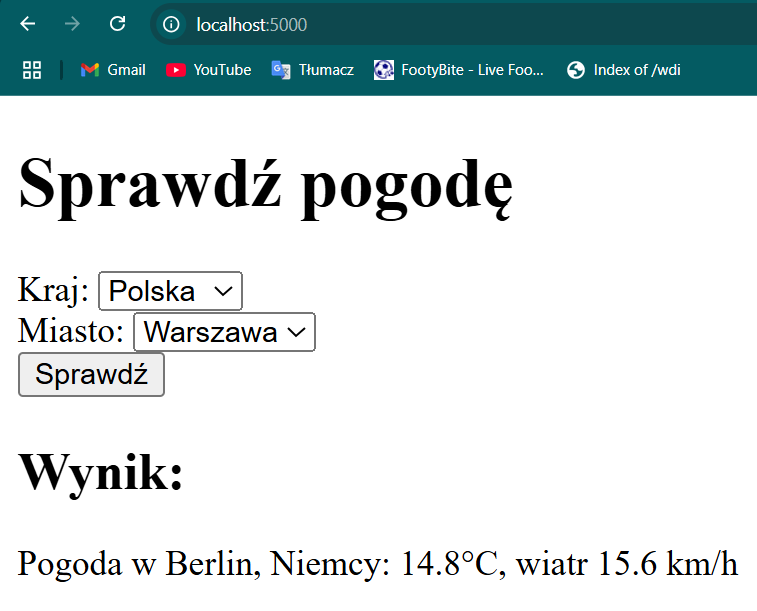 localhost:5000
Gmail YouTube Tłumacz FootyBite - Live Foo... Index of /wdi
Sprawdź pogodę
Kraj: Polska
Miasto: Warszawa
Sprawdź
Wynik:
Pogoda w Berlin, Niemcy: 14.8°C, wiatr 15.6 km/h